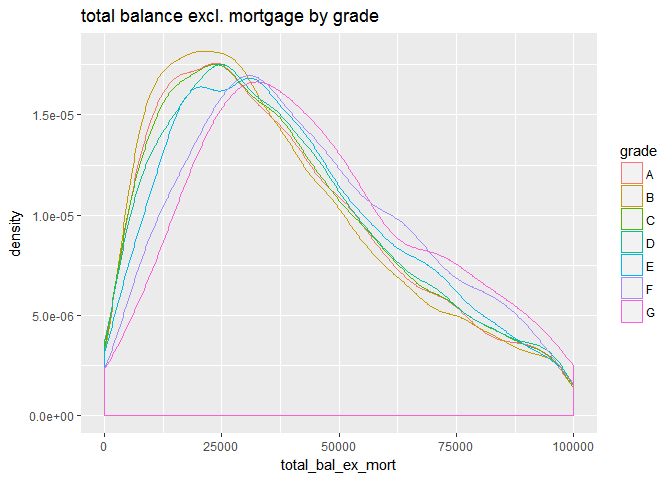 total balance excl. mortgage by grade
density
1.5e-05
1.0e-05
5.0e-06
0.0e+00
0
25000
50000
75000
100000
total_bal_ex_mort
grade
A
B
C
D
E
F
G